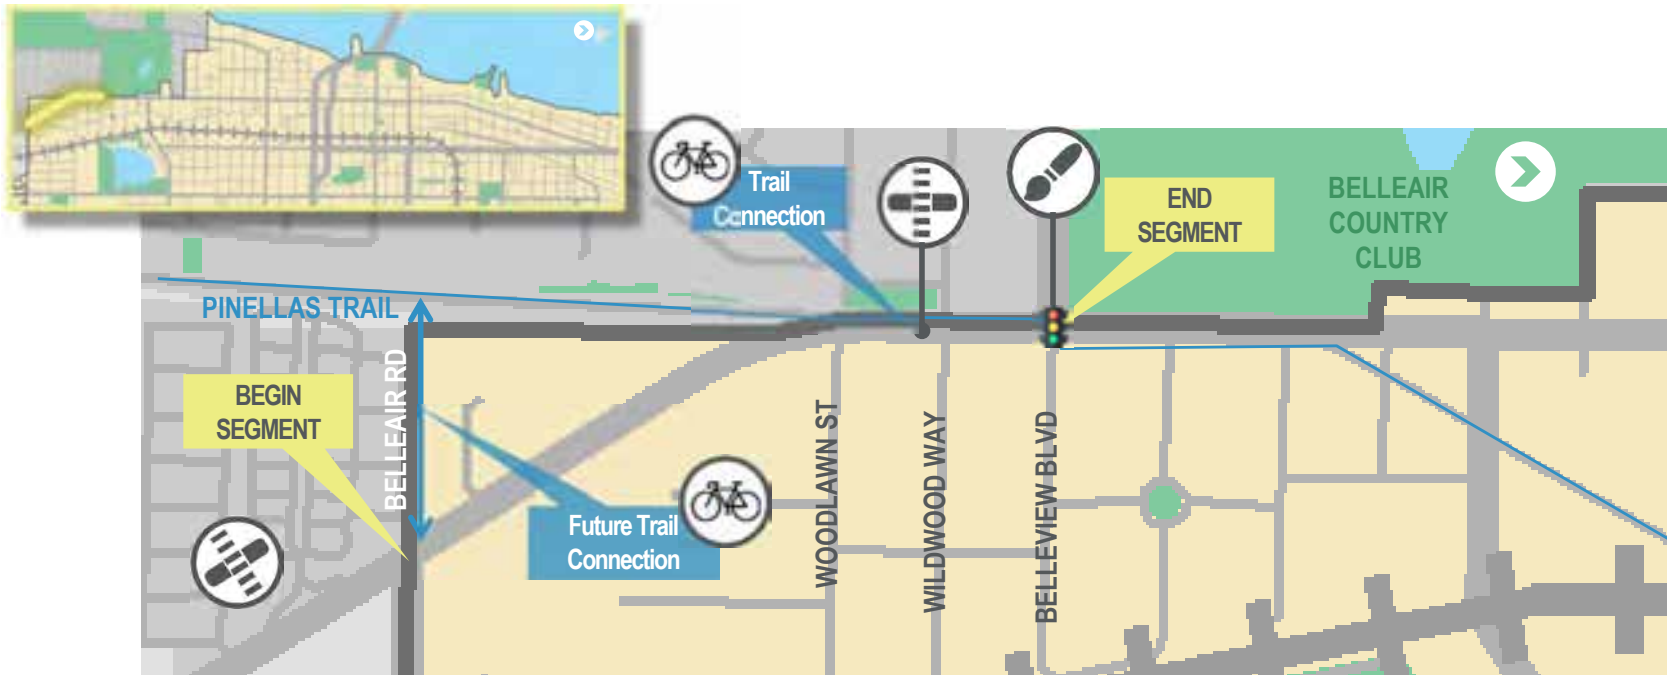 Trail
Connection
END
SEGMENT
BELLEAIR
COUNTRY
CLUB
PINELLAS TRAIL
BELLEAIR RD
BEGIN
SEGMENT
Future Trail
Connection
WOODLAWN ST
WILDWOOD WAY
BELLEVIEW BLVD